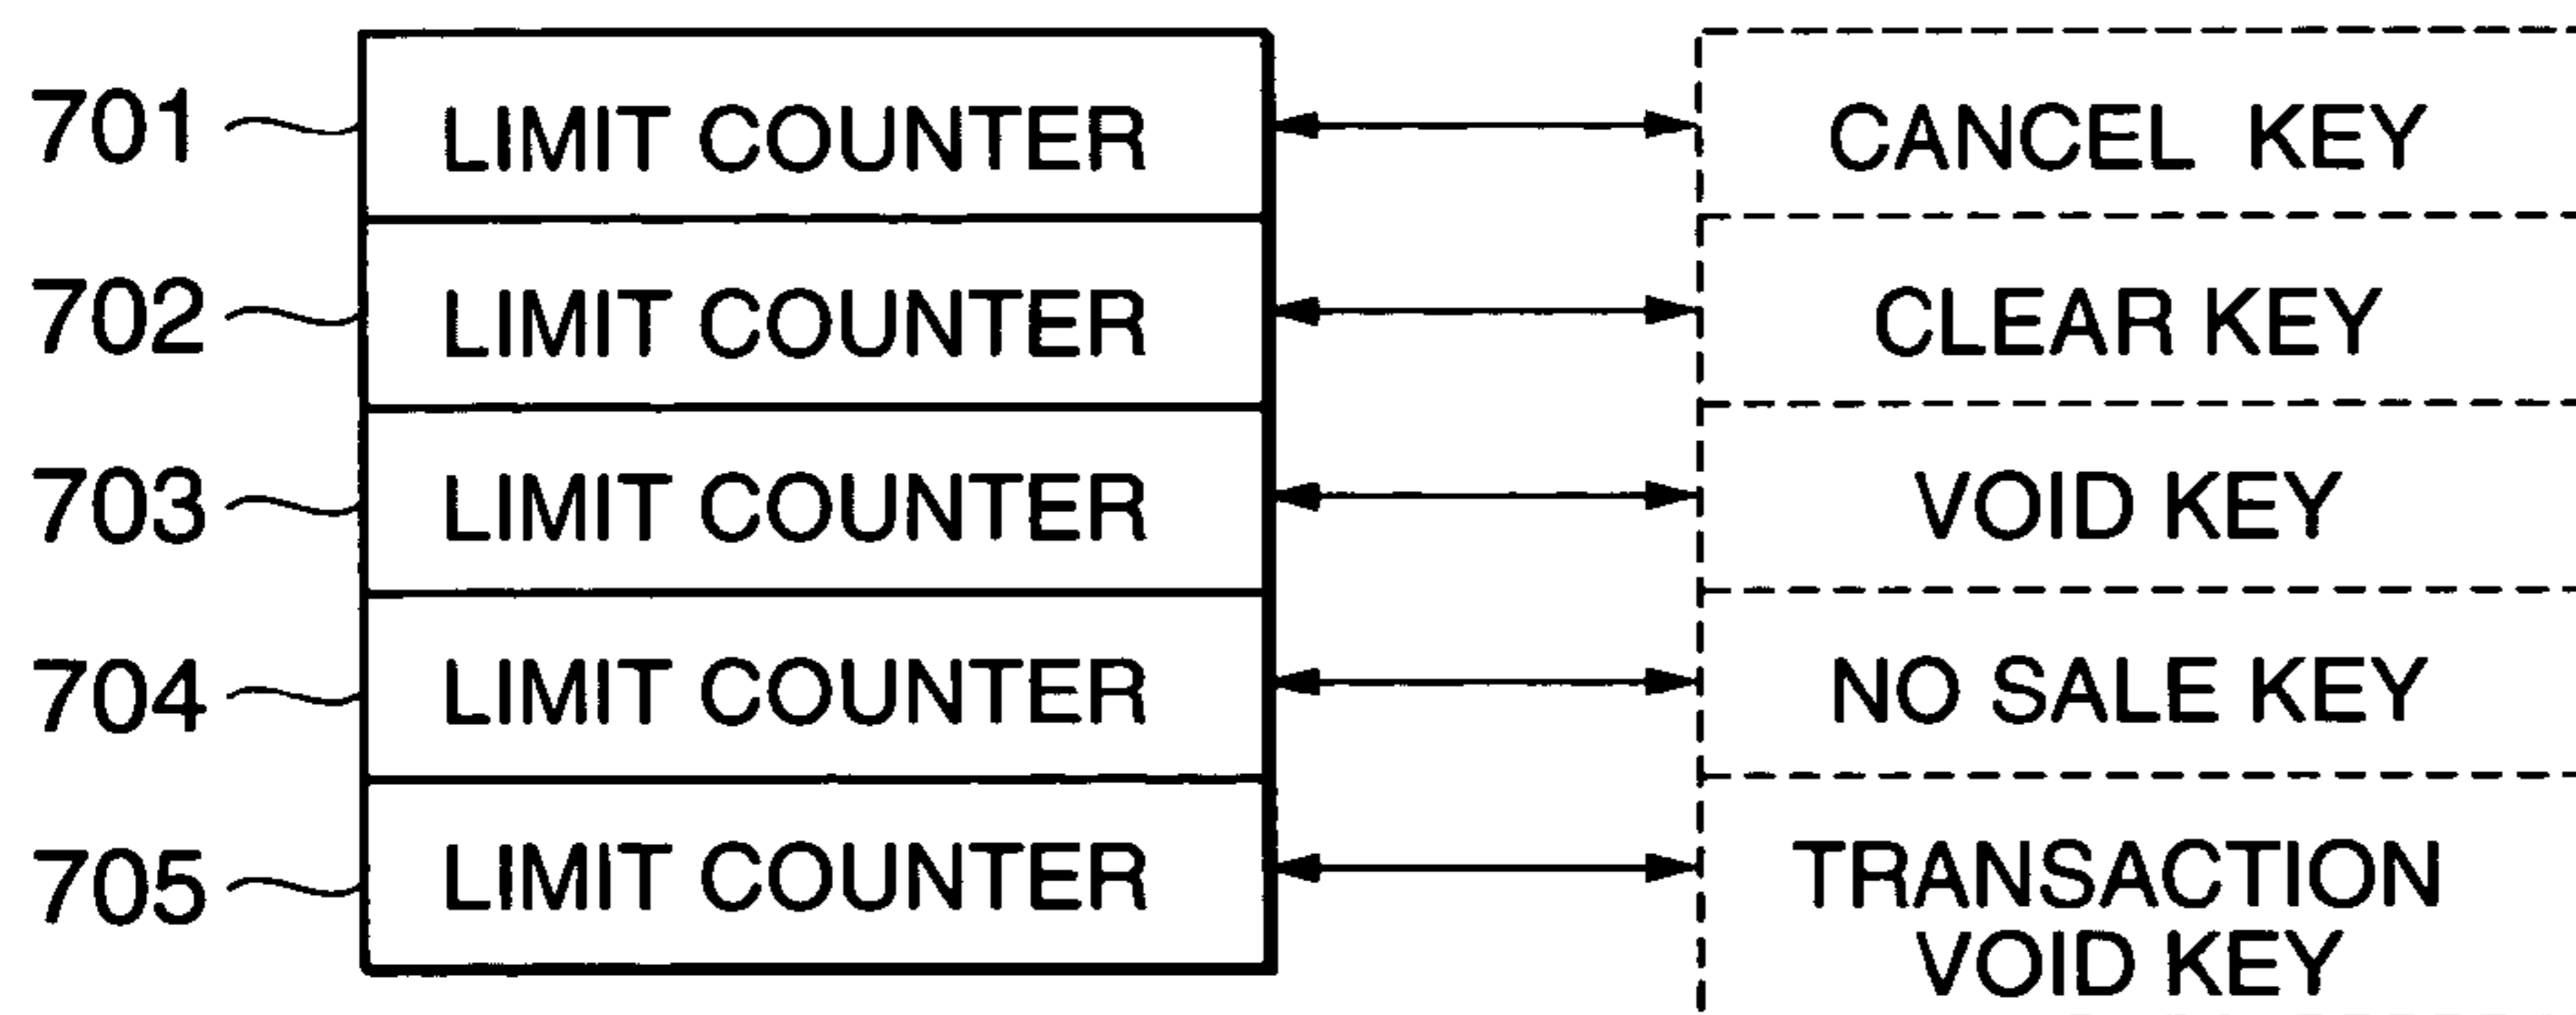 701 LIMIT COUNTER CANCEL KEY
702 LIMIT COUNTER CLEAR KEY
703 LIMIT COUNTER VOID KEY
704 LIMIT COUNTER NO SALE KEY
705 LIMIT COUNTER TRANSACTION
VOID KEY